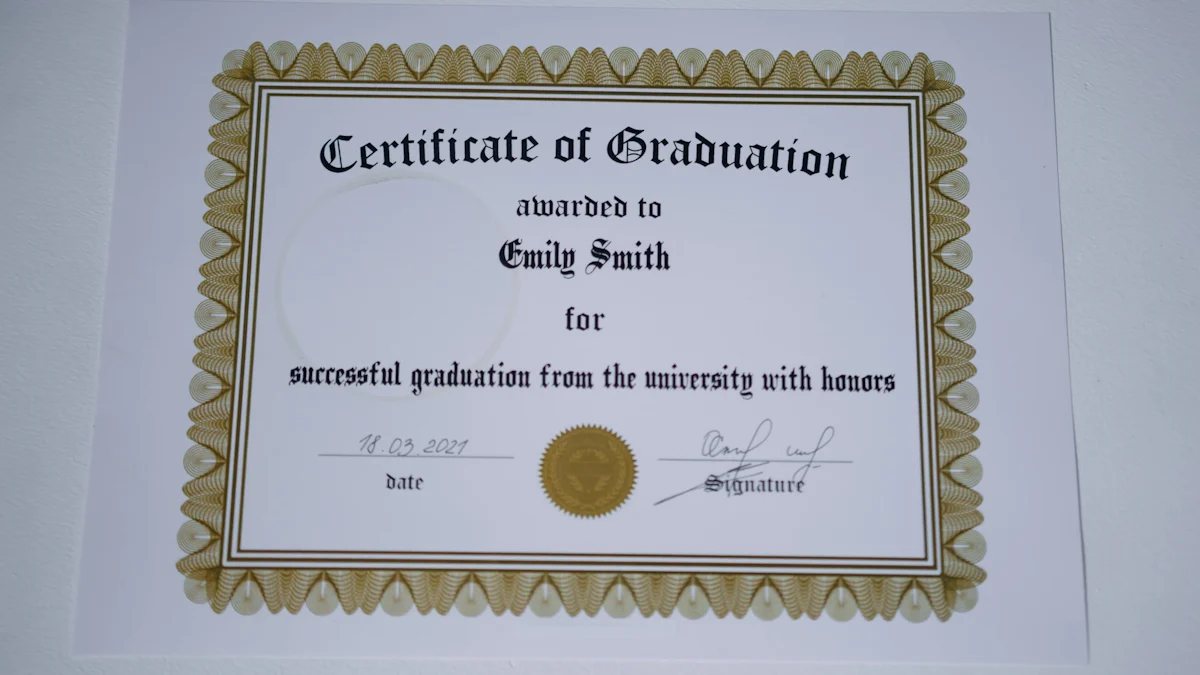 Certificate of Graduation
awarded to
Emily Smith
for
successful graduation from the university with honors
18.03.2021
date
Signature